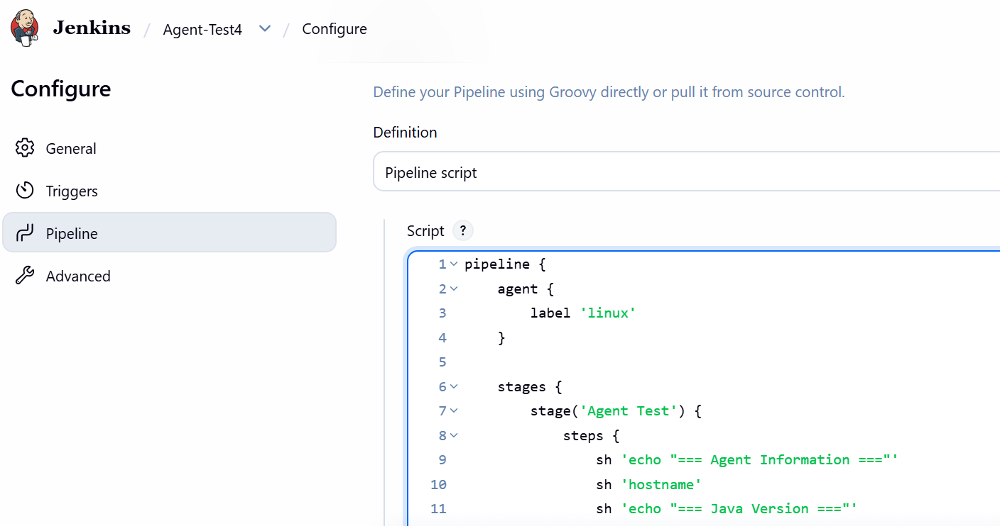 Jenkins / Agent-Test4 / Configure
Configure
General
Triggers
Pipeline
Advanced
Define your Pipeline using Groovy directly or pull it from source control.
Definition
Pipeline script
Script ?
1 pipeline {
2     agent {
3         label 'linux'
4     }
5
6     stages {
7         stage('Agent Test') {
8             steps {
9                 sh 'echo "=== Agent Information ==="'
10                 sh 'hostname'
11                 sh 'echo "=== Java Version ==="'